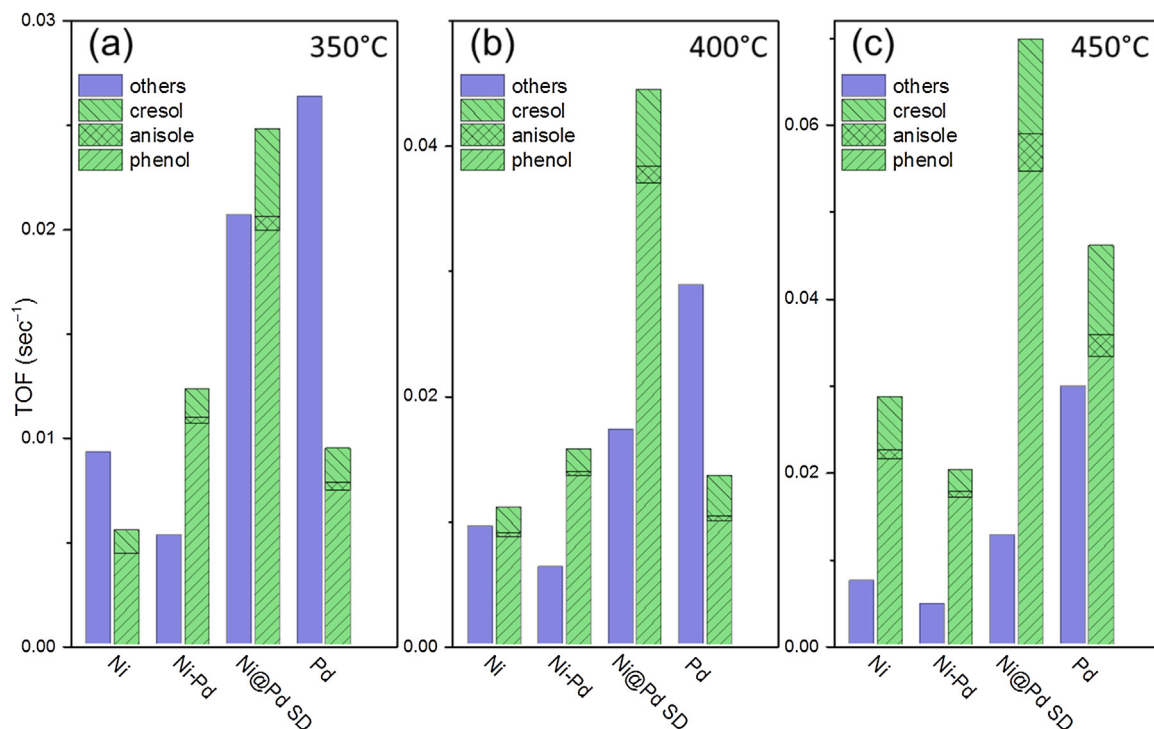 (a) 350°C
others
cresol
anisole
phenol
TOF (sec⁻¹)
0.03
0.02
0.01
0.00
Ni
Ni-Pd
Ni@Pd SD
Pd
(b) 400°C
others
cresol
anisole
phenol
0.04
0.02
0.00
Ni
Ni-Pd
Ni@Pd SD
Pd
(c) 450°C
others
cresol
anisole
phenol
0.06
0.04
0.02
0.00
Ni
Ni-Pd
Ni@Pd SD
Pd